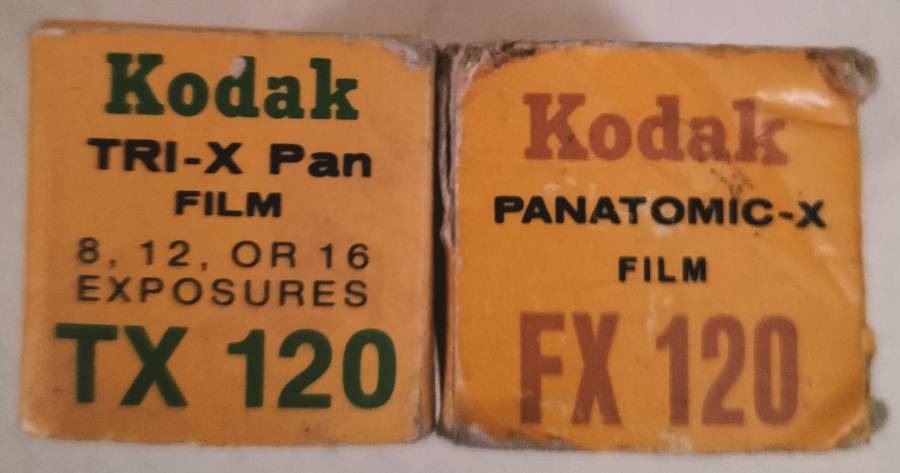 Kodak
TRI-X Pan
FILM
8, 12, OR 16
EXPOSURES
TX 120
Kodak
PANATOMIC-X
FILM
FX 120